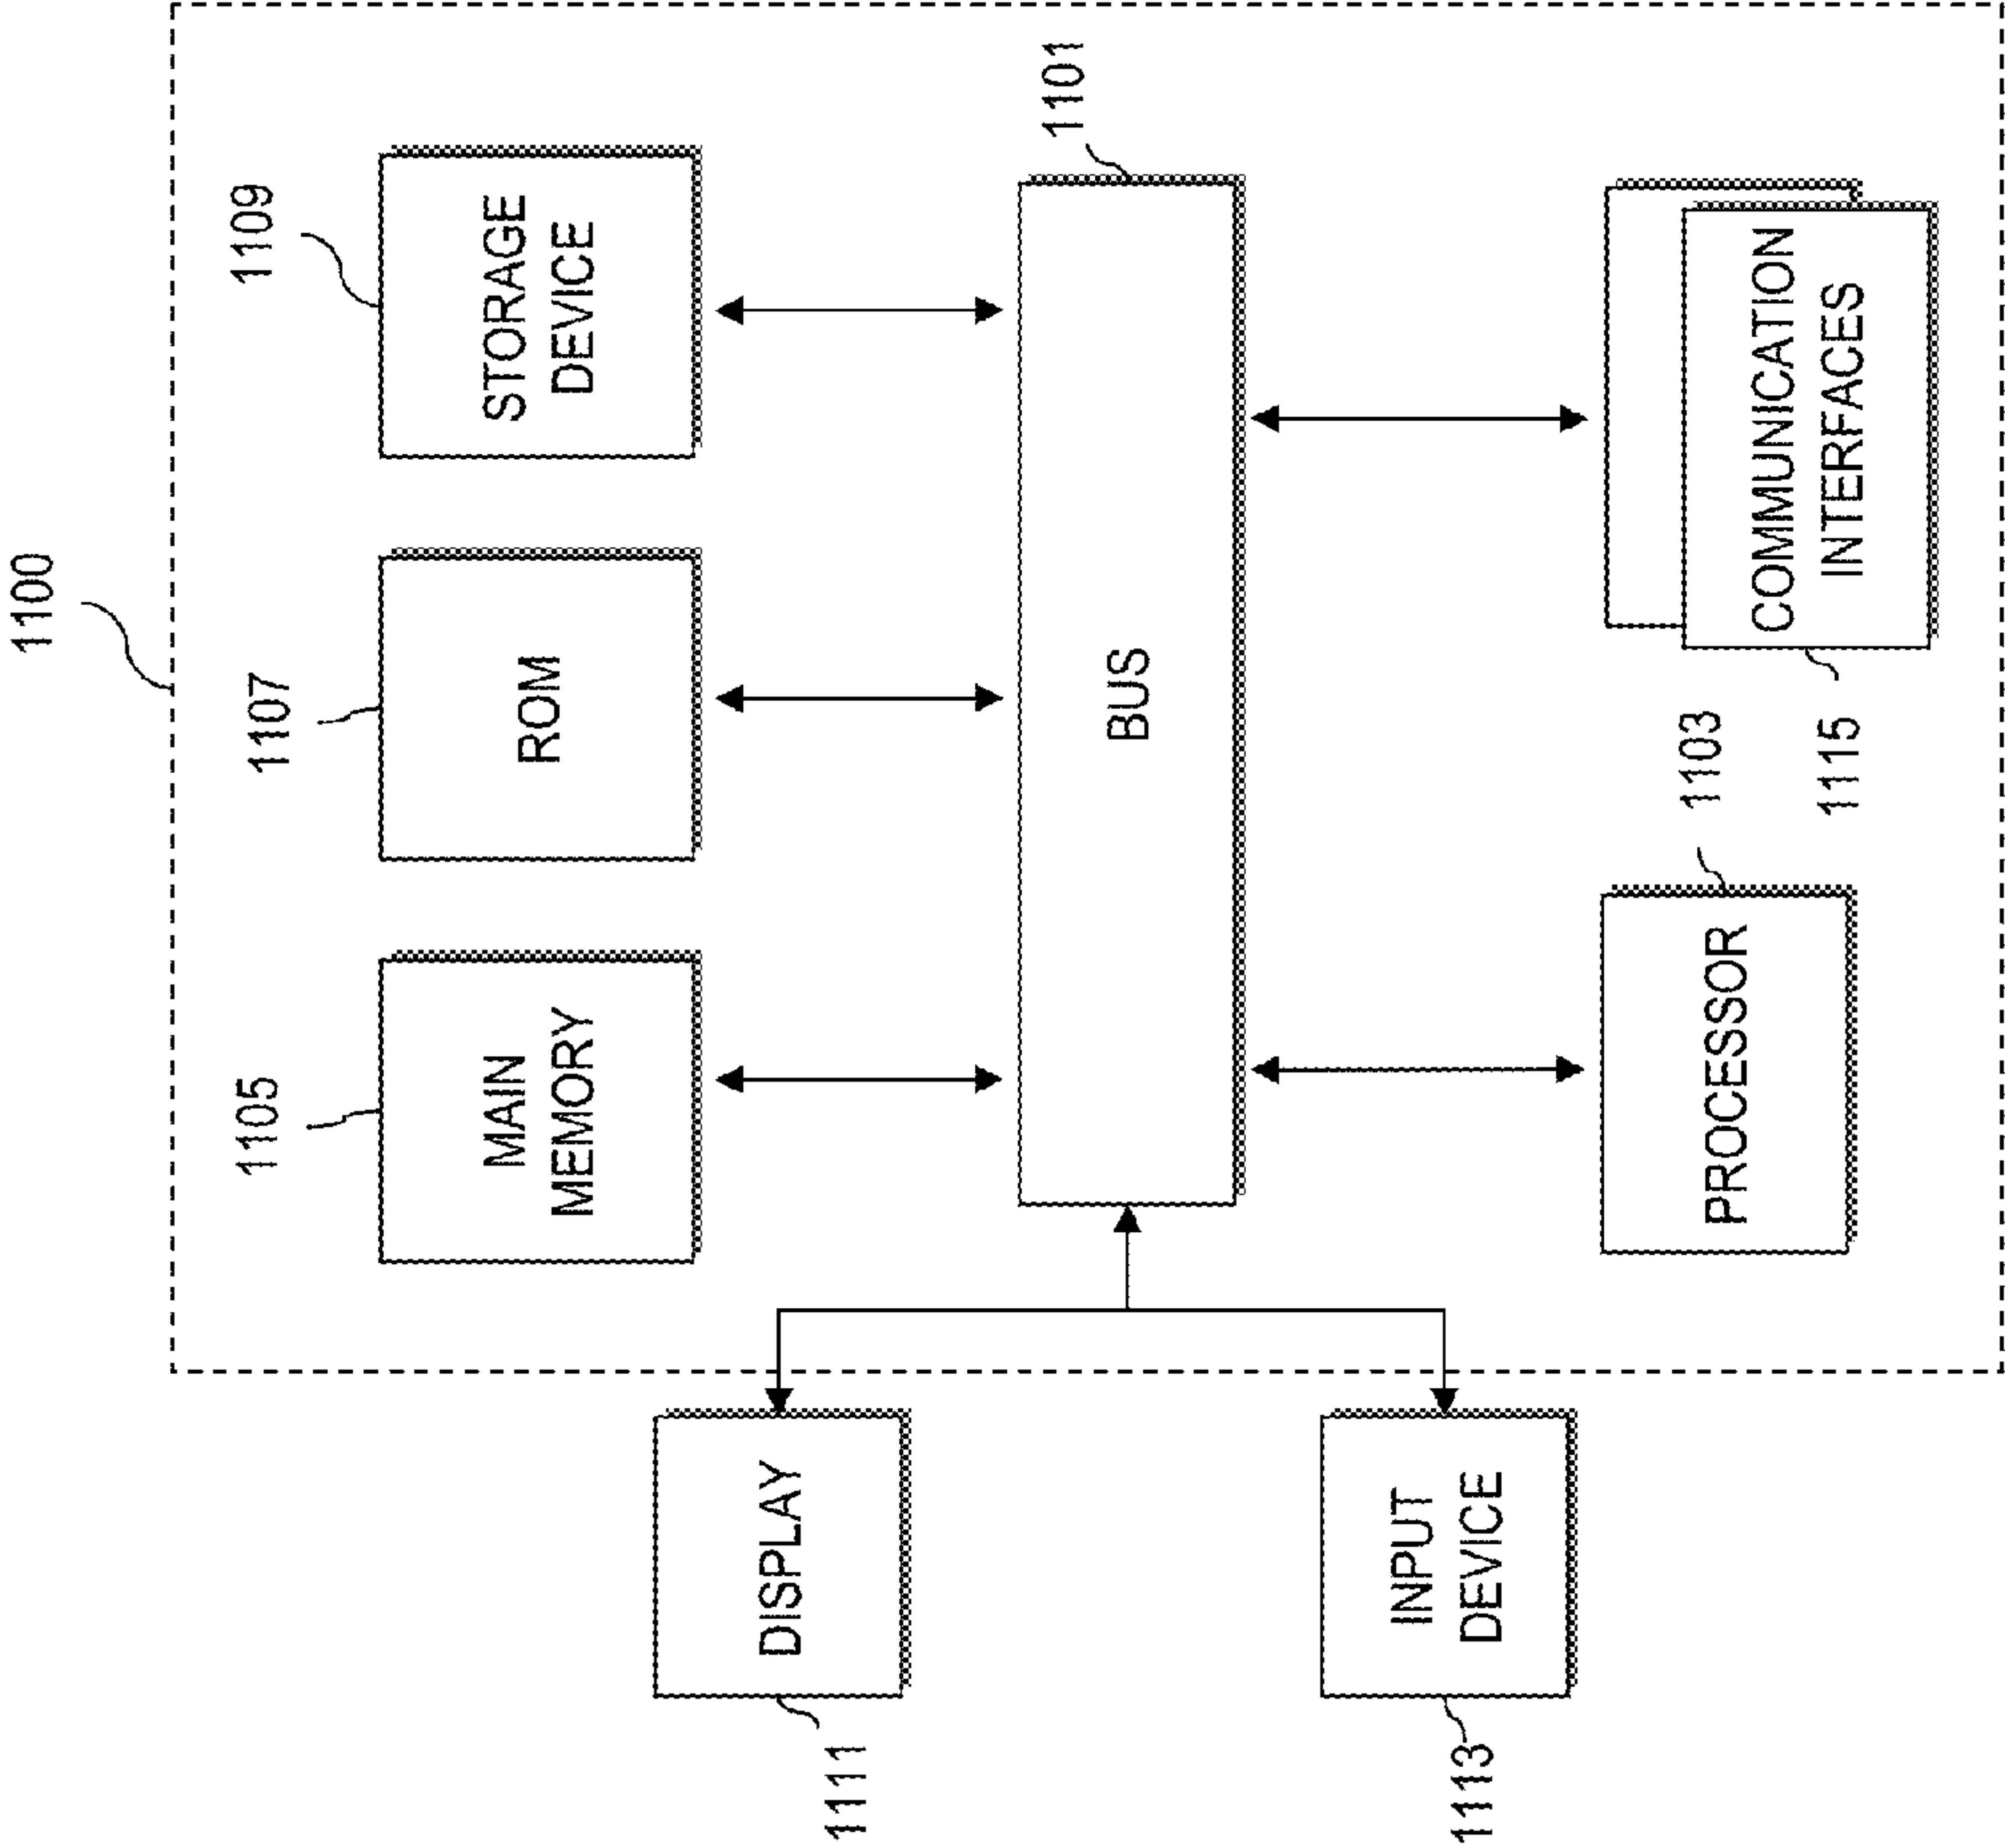 1100
1105
1107
1109
MAIN
MEMORY
ROM
STORAGE
DEVICE
DISPLAY
1111
BUS
1101
INPUT
DEVICE
1113
PROCESSOR
1103
COMMUNICATION
INTERFACES
1115